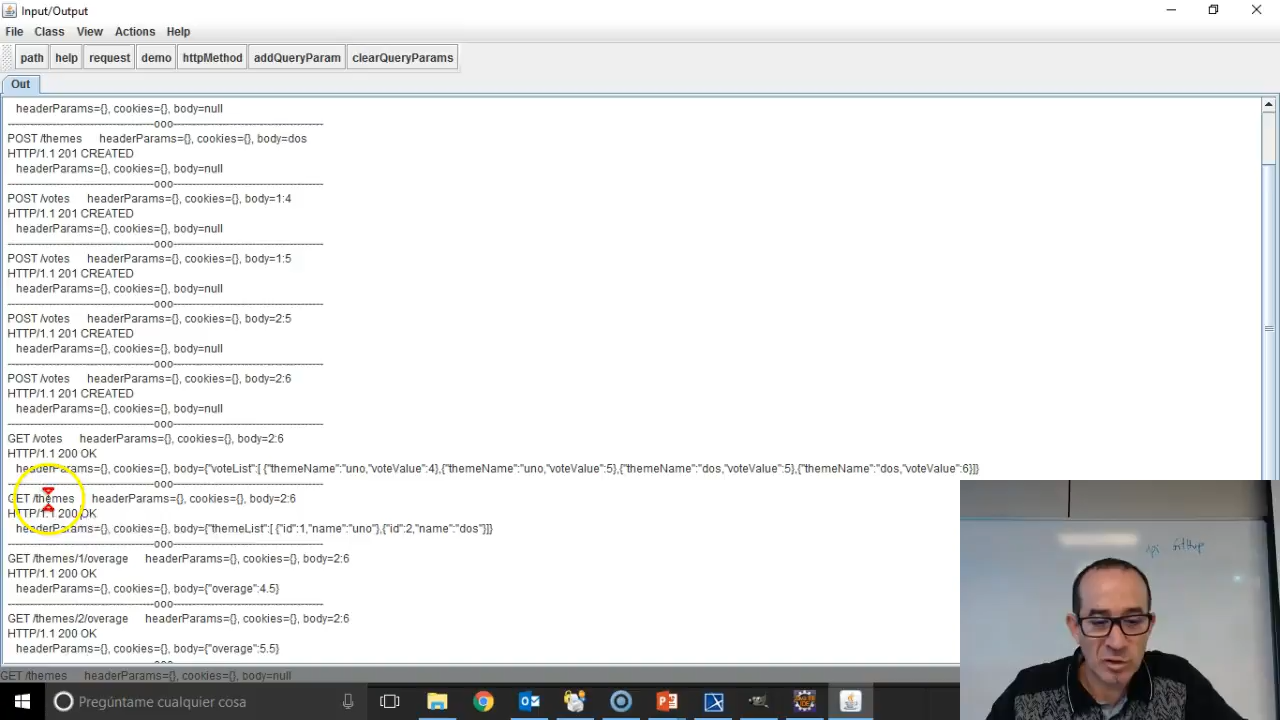 Input/Output
File Class View Actions Help
path help request demo httpMethod addQueryParam clearQueryParams
Out
headerParams={}, cookies={}, body=null
---------------------------------------ooo---------------------------------------
POST /themes headerParams={}, cookies={}, body=dos
HTTP/1.1 201 CREATED
headerParams={}, cookies={}, body=null
---------------------------------------ooo---------------------------------------
POST /votes headerParams={}, cookies={}, body=1:4
HTTP/1.1 201 CREATED
headerParams={}, cookies={}, body=null
---------------------------------------ooo---------------------------------------
POST /votes headerParams={}, cookies={}, body=1:5
HTTP/1.1 201 CREATED
headerParams={}, cookies={}, body=null
---------------------------------------ooo---------------------------------------
POST /votes headerParams={}, cookies={}, body=2:5
HTTP/1.1 201 CREATED
headerParams={}, cookies={}, body=null
---------------------------------------ooo---------------------------------------
POST /votes headerParams={}, cookies={}, body=2:6
HTTP/1.1 201 CREATED
headerParams={}, cookies={}, body=null
---------------------------------------ooo---------------------------------------
GET /votes headerParams={}, cookies={}, body=2:6
HTTP/1.1 200 OK
headerParams={}, cookies={}, body={"voteList":[ {"themeName":"uno,"voteValue":4},{"themeName":"uno,"voteValue":5},{"themeName":"dos,"voteValue":5},{"themeName":"dos,"voteValue":6}]}
---------------------------------------ooo---------------------------------------
GET /themes headerParams={}, cookies={}, body=2:6
HTTP/1.1 200 OK
headerParams={}, cookies={}, body={"themeList":[ {"id":1,"name":"uno"},{"id":2,"name":"dos"}]}
---------------------------------------ooo---------------------------------------
GET /themes/1/overage headerParams={}, cookies={}, body=2:6
HTTP/1.1 200 OK
headerParams={}, cookies={}, body={"overage":4.5}
---------------------------------------ooo---------------------------------------
GET /themes/2/overage headerParams={}, cookies={}, body=2:6
HTTP/1.1 200 OK
headerParams={}, cookies={}, body={"overage":5.5}
GET /themes headerParams={}, cookies={}, body=null
Pregúntame cualquier cosa